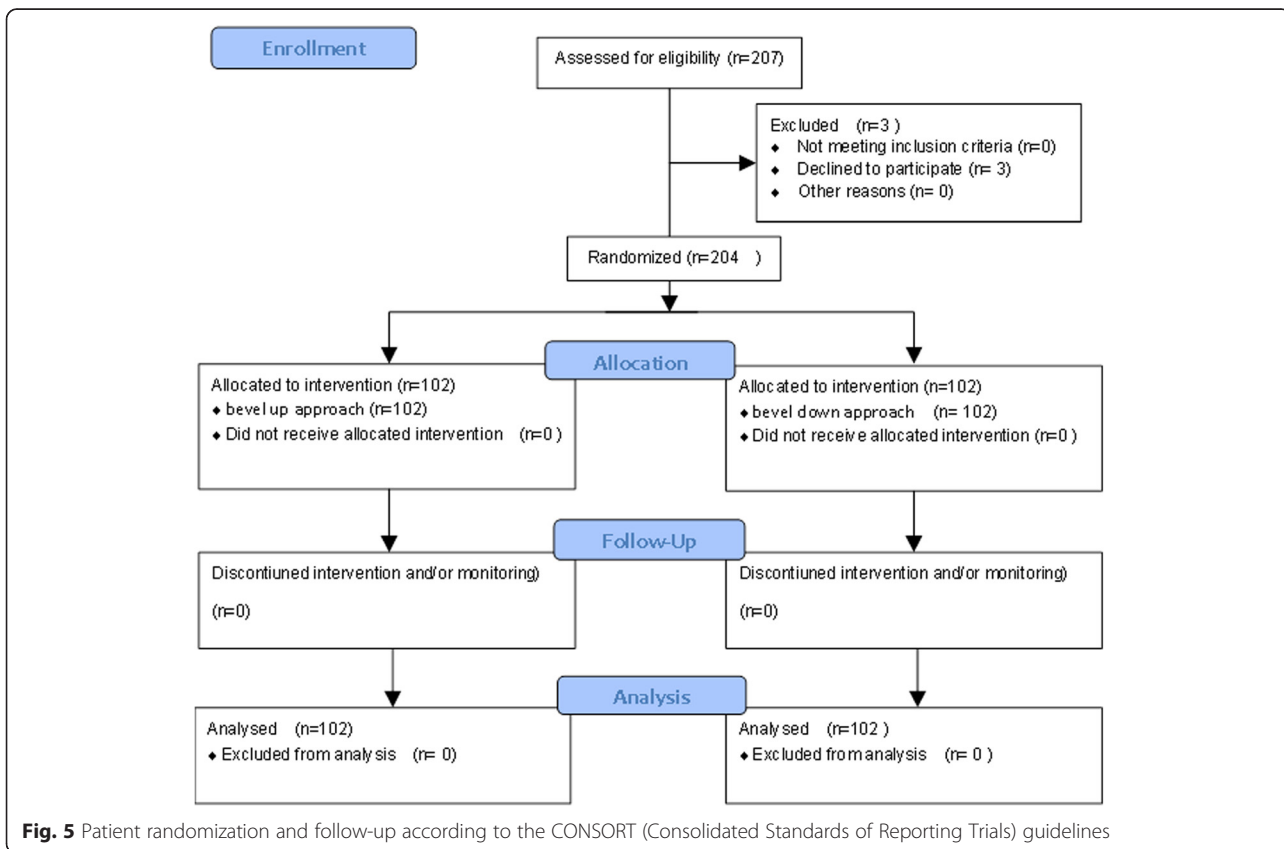 Enrollment
Assessed for eligibility (n=207)
Excluded (n=3 )
◆ Not meeting inclusion criteria (n=0)
◆ Declined to participate (n= 3)
◆ Other reasons (n= 0)
Randomized (n=204 )
Allocation
Allocated to intervention (n=102)
◆ bevel up approach (n=102)
◆ Did not receive allocated intervention (n=0 )
Allocated to intervention (n=102)
◆ bevel down approach (n= 102)
◆ Did not receive allocated intervention (n=0 )
Follow-Up
Discontiuned intervention and/or monitoring)
(n=0)
Discontiuned intervention and/or monitoring)
(n=0)
Analysis
Analysed (n=102)
◆ Excluded from analysis (n= 0)
Analysed (n=102 )
◆ Excluded from analysis (n= 0 )
Fig. 5 Patient randomization and follow-up according to the CONSORT (Consolidated Standards of Reporting Trials) guidelines